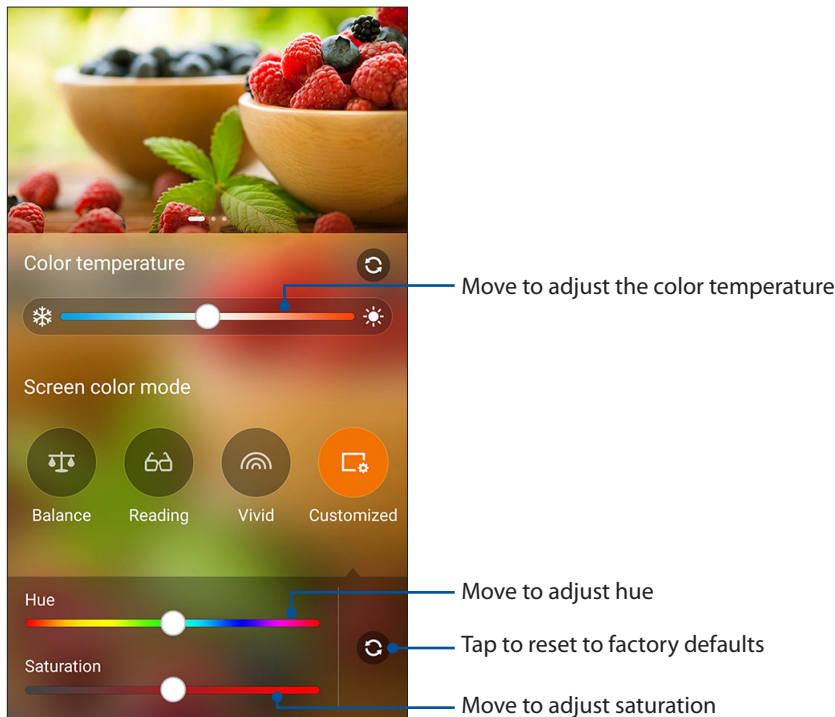 Color temperature
Move to adjust the color temperature
Screen color mode
Balance Reading Vivid Customized
Hue
Move to adjust hue
Tap to reset to factory defaults
Saturation
Move to adjust saturation